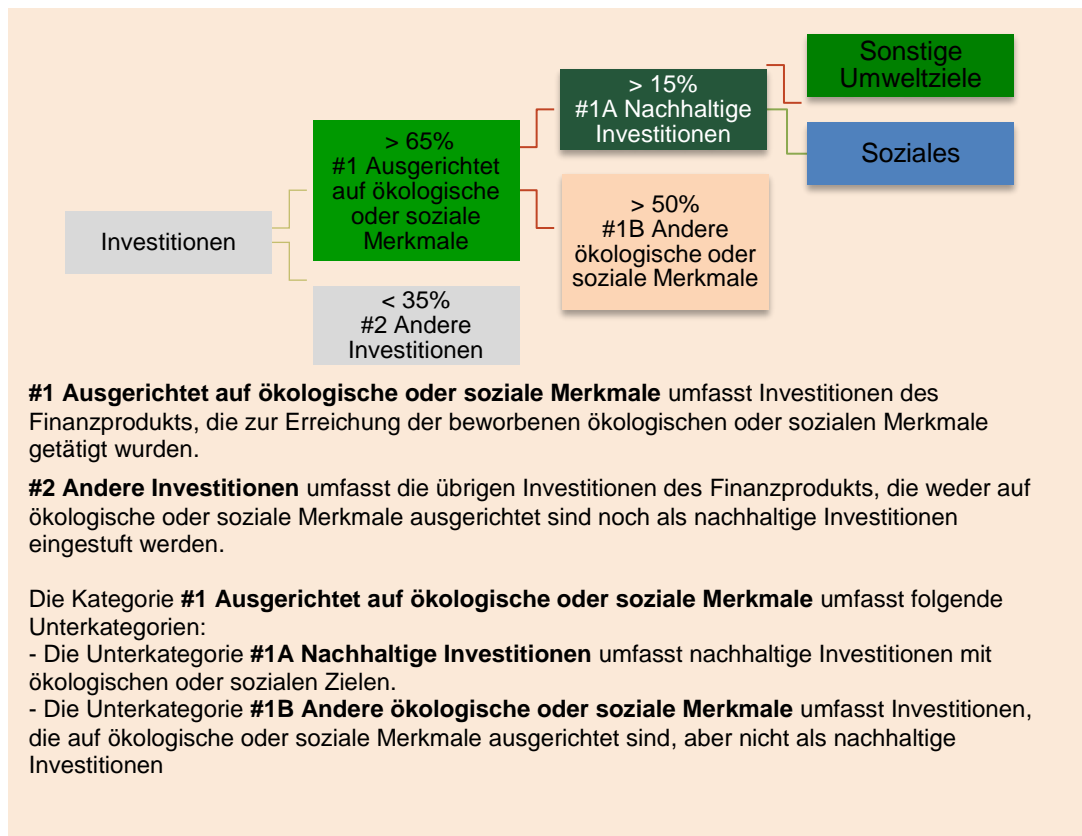 Investitionen
> 65%
#1 Ausgerichtet
auf ökologische
oder soziale
Merkmale
< 35%
#2 Andere
Investitionen
> 15%
#1A Nachhaltige
Investitionen
> 50%
#1B Andere
ökologische oder
soziale Merkmale
Sonstige
Umweltziele
Soziales
#1 Ausgerichtet auf ökologische oder soziale Merkmale umfasst Investitionen des
Finanzprodukts, die zur Erreichung der beworbenen ökologischen oder sozialen Merkmale
getätigt wurden.
#2 Andere Investitionen umfasst die übrigen Investitionen des Finanzprodukts, die weder auf
ökologische oder soziale Merkmale ausgerichtet sind noch als nachhaltige Investitionen
eingestuft werden.
Die Kategorie #1 Ausgerichtet auf ökologische oder soziale Merkmale umfasst folgende
Unterkategorien:
- Die Unterkategorie #1A Nachhaltige Investitionen umfasst nachhaltige Investitionen mit
ökologischen oder sozialen Zielen.
- Die Unterkategorie #1B Andere ökologische oder soziale Merkmale umfasst Investitionen,
die auf ökologische oder soziale Merkmale ausgerichtet sind, aber nicht als nachhaltige
Investitionen